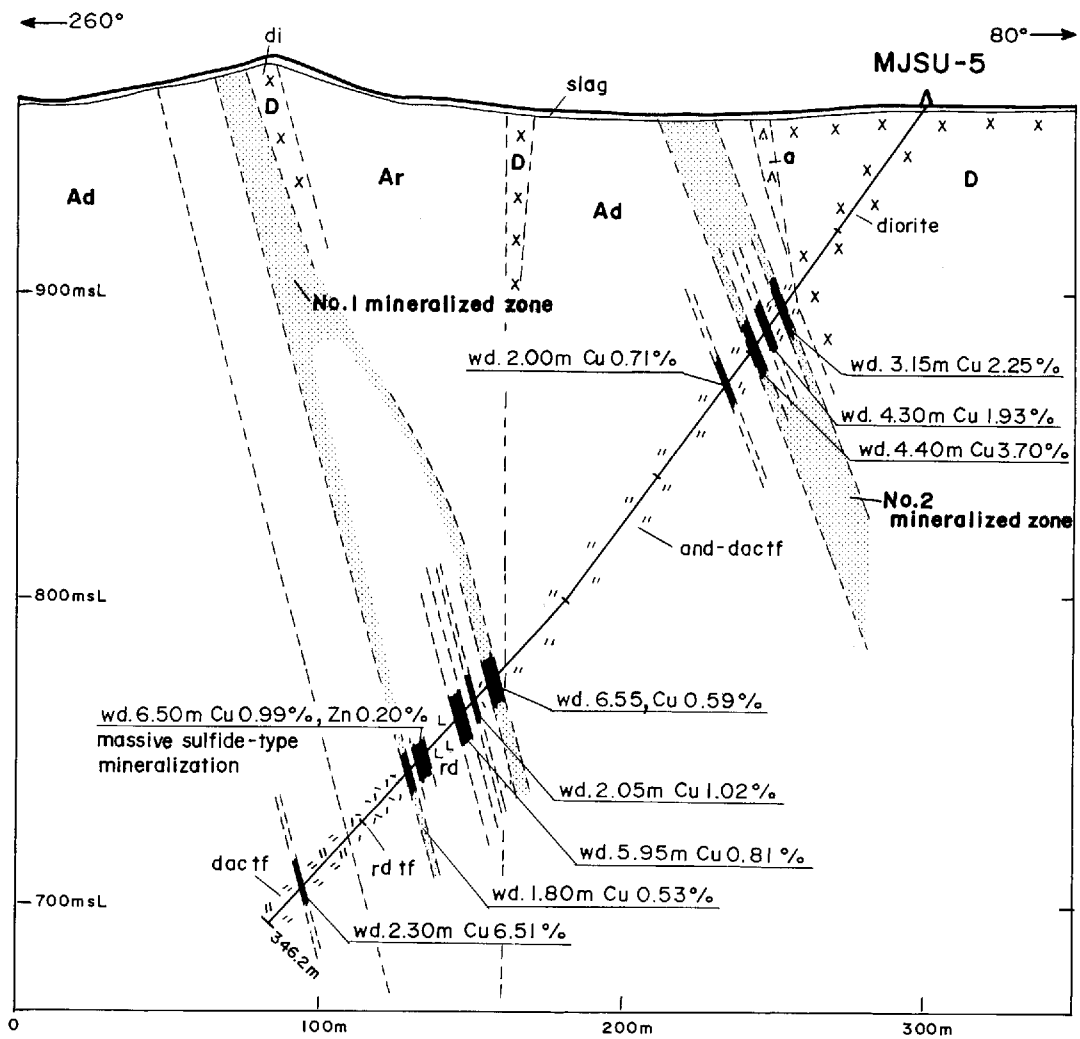 260°
80°
di
MJSU-5
slag
D
D
a
Ad
Ar
Ad
D
diorite
900msL
No.1 mineralized zone
wd. 2.00m Cu 0.71%
wd. 3.15m Cu 2.25%
wd. 4.30m Cu 1.93%
wd. 4.40m Cu 3.70%
No.2
mineralized zone
and-dactf
800msL
wd. 6.55, Cu 0.59%
wd. 6.50m Cu 0.99%, Zn 0.20%
massive sulfide-type
mineralization
rd
wd. 2.05m Cu 1.02%
wd. 5.95m Cu 0.81%
dactf
rd tf
wd. 1.80m Cu 0.53%
700msL
wd. 2.30m Cu 6.51%
346.2m
0
100m
200m
300m